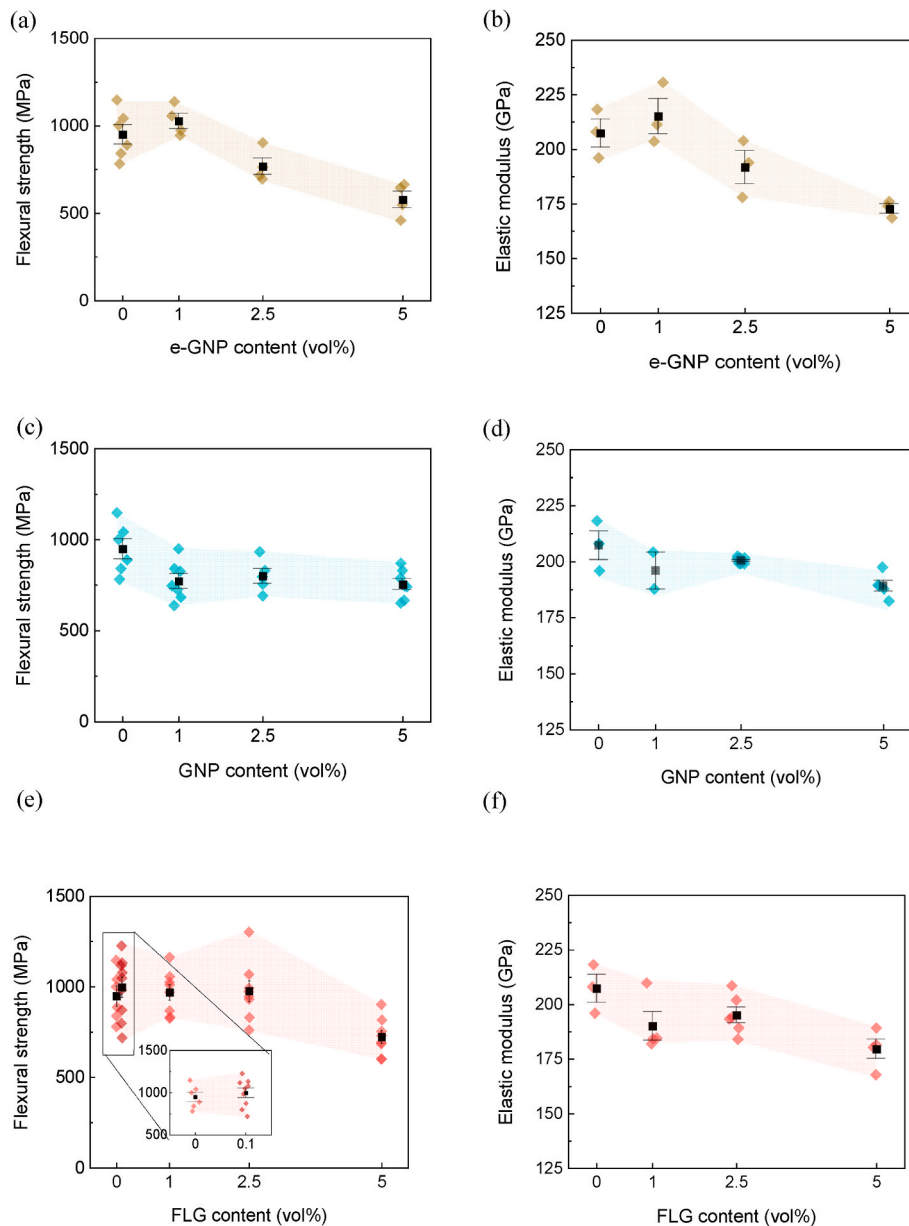 (a)
1500
1000
500
0
Flexural strength (MPa)
0 1 2.5 5
e-GNP content (vol%)
(b)
250
225
200
175
150
125
Elastic modulus (GPa)
0 1 2.5 5
e-GNP content (vol%)
(c)
1500
1000
500
0
Flexural strength (MPa)
0 1 2.5 5
GNP content (vol%)
(d)
250
225
200
175
150
125
Elastic modulus (GPa)
0 1 2.5 5
GNP content (vol%)
(e)
1500
1000
500
0
Flexural strength (MPa)
1500
1000
500
0 0.1
0 1 2.5 5
FLG content (vol%)
(f)
250
225
200
175
150
125
Elastic modulus (GPa)
0 1 2.5 5
FLG content (vol%)